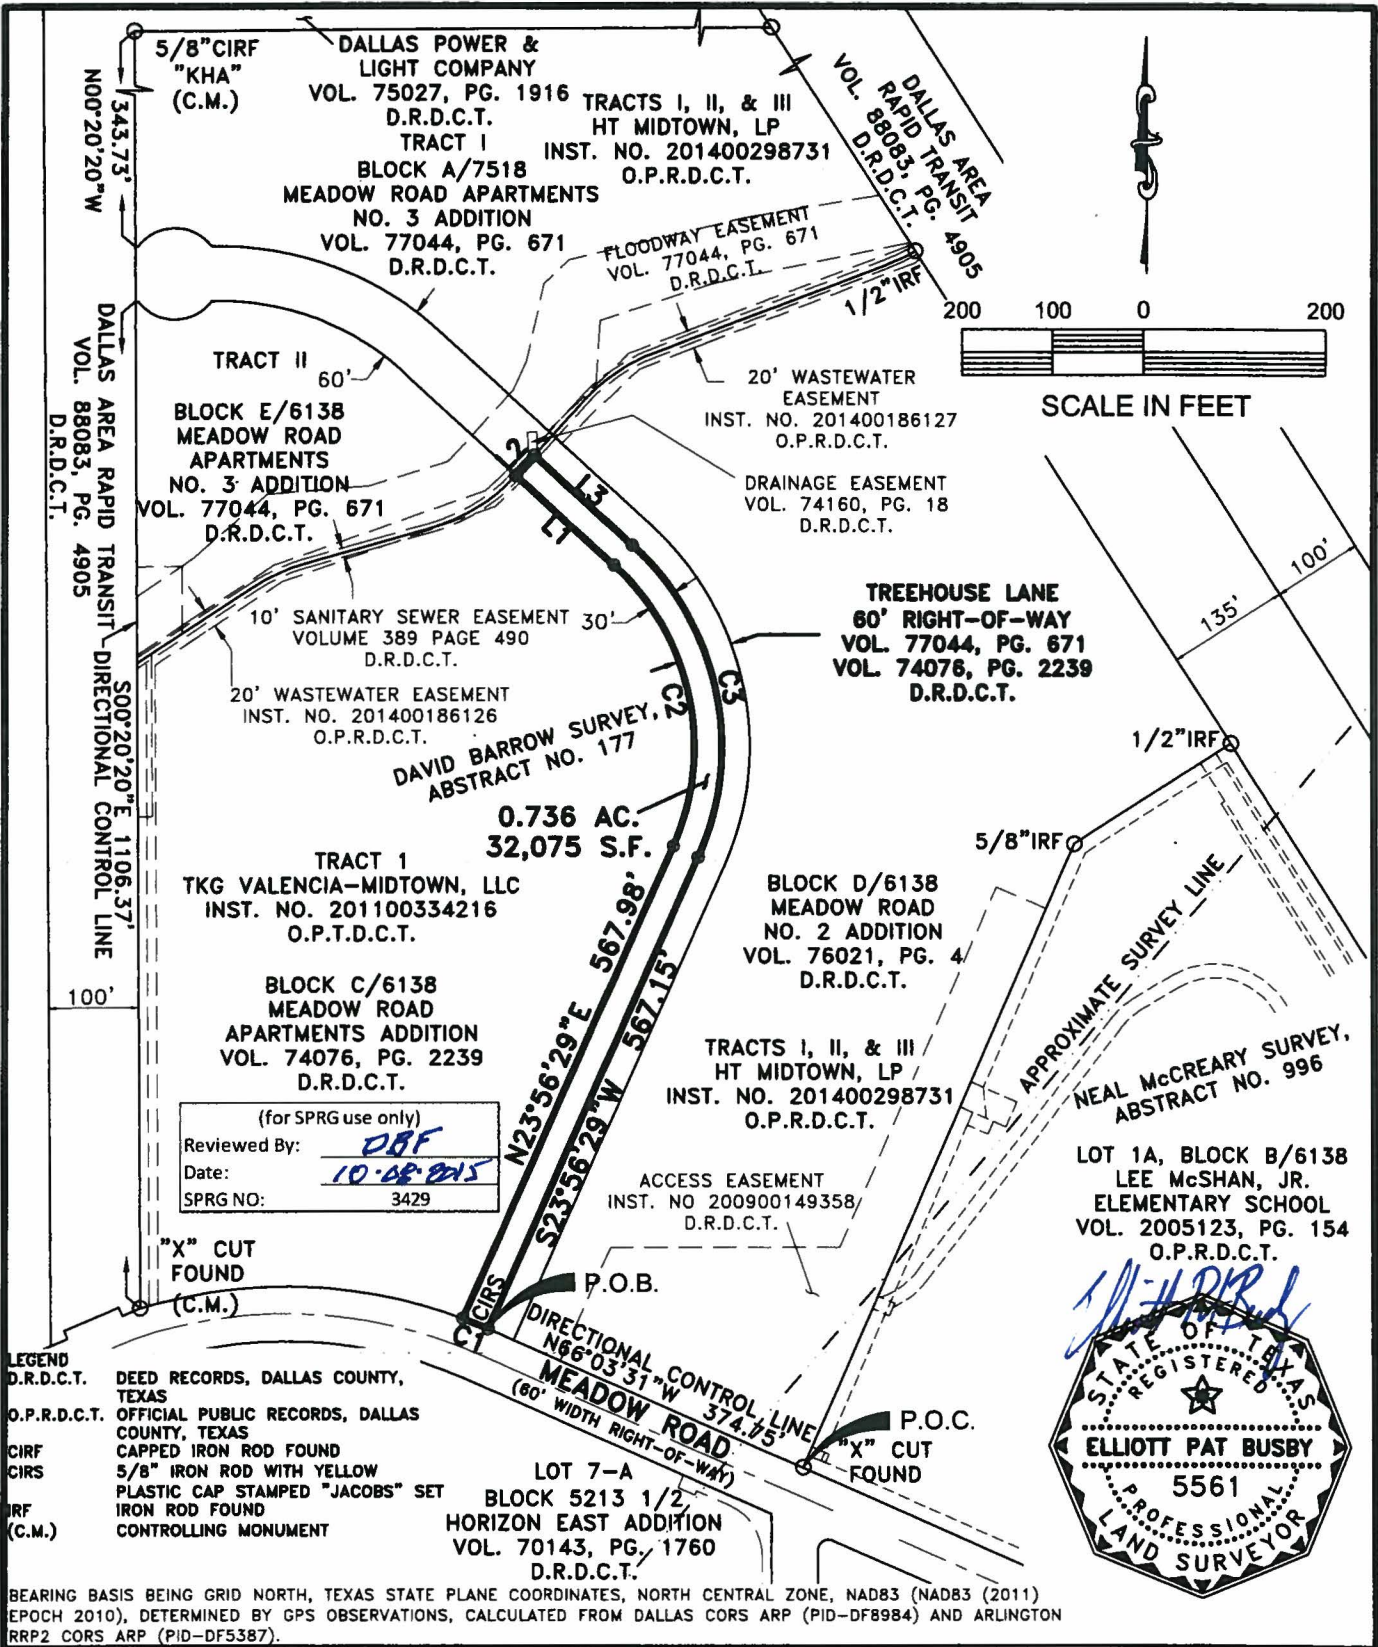 5/8"CIRF
"KHA"
(C.M.)
343.73'
N00°20'20"W
DALLAS POWER &
LIGHT COMPANY
VOL. 75027, PG. 1916
D.R.D.C.T.
TRACT I
BLOCK A/7518
MEADOW ROAD APARTMENTS
NO. 3 ADDITION
VOL. 77044, PG. 671
D.R.D.C.T.
TRACTS I, II, & III
HT MIDTOWN, LP
INST. NO. 201400298731
O.P.R.D.C.T.
DALLAS AREA
RAPID TRANSIT
VOL. 88083, PG. 4905
D.R.D.C.T.
FLOODWAY EASEMENT
VOL. 77044, PG. 671
D.R.D.C.T.
1/2"IRF
200 100 0 200
SCALE IN FEET
TRACT II
60'
BLOCK E/6138
MEADOW ROAD
APARTMENTS
NO. 3 ADDITION
VOL. 77044, PG. 671
D.R.D.C.T.
DALLAS AREA RAPID TRANSIT
VOL. 88083, PG. 4905
D.R.D.C.T.
20' WASTEWATER
EASEMENT
INST. NO. 201400186127
O.P.R.D.C.T.
DRAINAGE EASEMENT
VOL. 74160, PG. 18
D.R.D.C.T.
2
L3
L1
10' SANITARY SEWER EASEMENT
VOLUME 389 PAGE 490
D.R.D.C.T.
30'
TREEHOUSE LANE
60' RIGHT-OF-WAY
VOL. 77044, PG. 671
VOL. 74076, PG. 2239
D.R.D.C.T.
100'
135'
20' WASTEWATER EASEMENT
INST. NO. 201400186126
O.P.R.D.C.T.
C2
C3
DAVID BARROW SURVEY,
ABSTRACT NO. 177
S00°20'20"E 1106.37'
DIRECTIONAL CONTROL LINE
1/2"IRF
0.736 AC.
32,075 S.F.
5/8"IRF
TRACT 1
TKG VALENCIA-MIDTOWN, LLC
INST. NO. 201100334216
O.P.T.D.C.T.
BLOCK D/6138
MEADOW ROAD
NO. 2 ADDITION
VOL. 76021, PG. 4
D.R.D.C.T.
100'
BLOCK C/6138
MEADOW ROAD
APARTMENTS ADDITION
VOL. 74076, PG. 2239
D.R.D.C.T.
N23°56'29"E 567.98'
S23°56'29"W 567.15'
TRACTS I, II, & III
HT MIDTOWN, LP
INST. NO. 201400298731
O.P.R.D.C.T.
APPROXIMATE SURVEY LINE
NEAL McCREARY SURVEY,
ABSTRACT NO. 996
(for SPRG use only)
Reviewed By: DBF
Date: 10-08-2015
SPRG NO: 3429
ACCESS EASEMENT
INST. NO 200900149358
D.R.D.C.T.
LOT 1A, BLOCK B/6138
LEE McSHAN, JR.
ELEMENTARY SCHOOL
VOL. 2005123, PG. 154
O.P.R.D.C.T.
"X" CUT
FOUND
(C.M.)
CIRS
C1
P.O.B.
DIRECTIONAL CONTROL LINE
N66°03'31"W 374.75'
MEADOW ROAD
(60' WIDTH RIGHT-OF-WAY)
P.O.C.
"X" CUT
FOUND
STATE OF TEXAS
REGISTERED
ELLIOTT PAT BUSBY
5561
PROFESSIONAL
LAND SURVEYOR
LEGEND
D.R.D.C.T. DEED RECORDS, DALLAS COUNTY,
TEXAS
O.P.R.D.C.T. OFFICIAL PUBLIC RECORDS, DALLAS
COUNTY, TEXAS
CIRF CAPPED IRON ROD FOUND
CIRS 5/8" IRON ROD WITH YELLOW
PLASTIC CAP STAMPED "JACOBS" SET
IRF IRON ROD FOUND
(C.M.) CONTROLLING MONUMENT
LOT 7-A
BLOCK 5213 1/2
HORIZON EAST ADDITION
VOL. 70143, PG. 1760
D.R.D.C.T.
BEARING BASIS BEING GRID NORTH, TEXAS STATE PLANE COORDINATES, NORTH CENTRAL ZONE, NAD83 (NAD83 (2011)
EPOCH 2010), DETERMINED BY GPS OBSERVATIONS, CALCULATED FROM DALLAS CORS ARP (PID-DF8984) AND ARLINGTON
RRP2 CORS ARP (PID-DF5387).